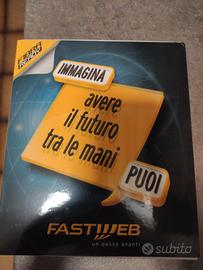 IMMAGINA
avere il futuro
tra le mani
PUOI
FASTWEB
un passo avanti
subito